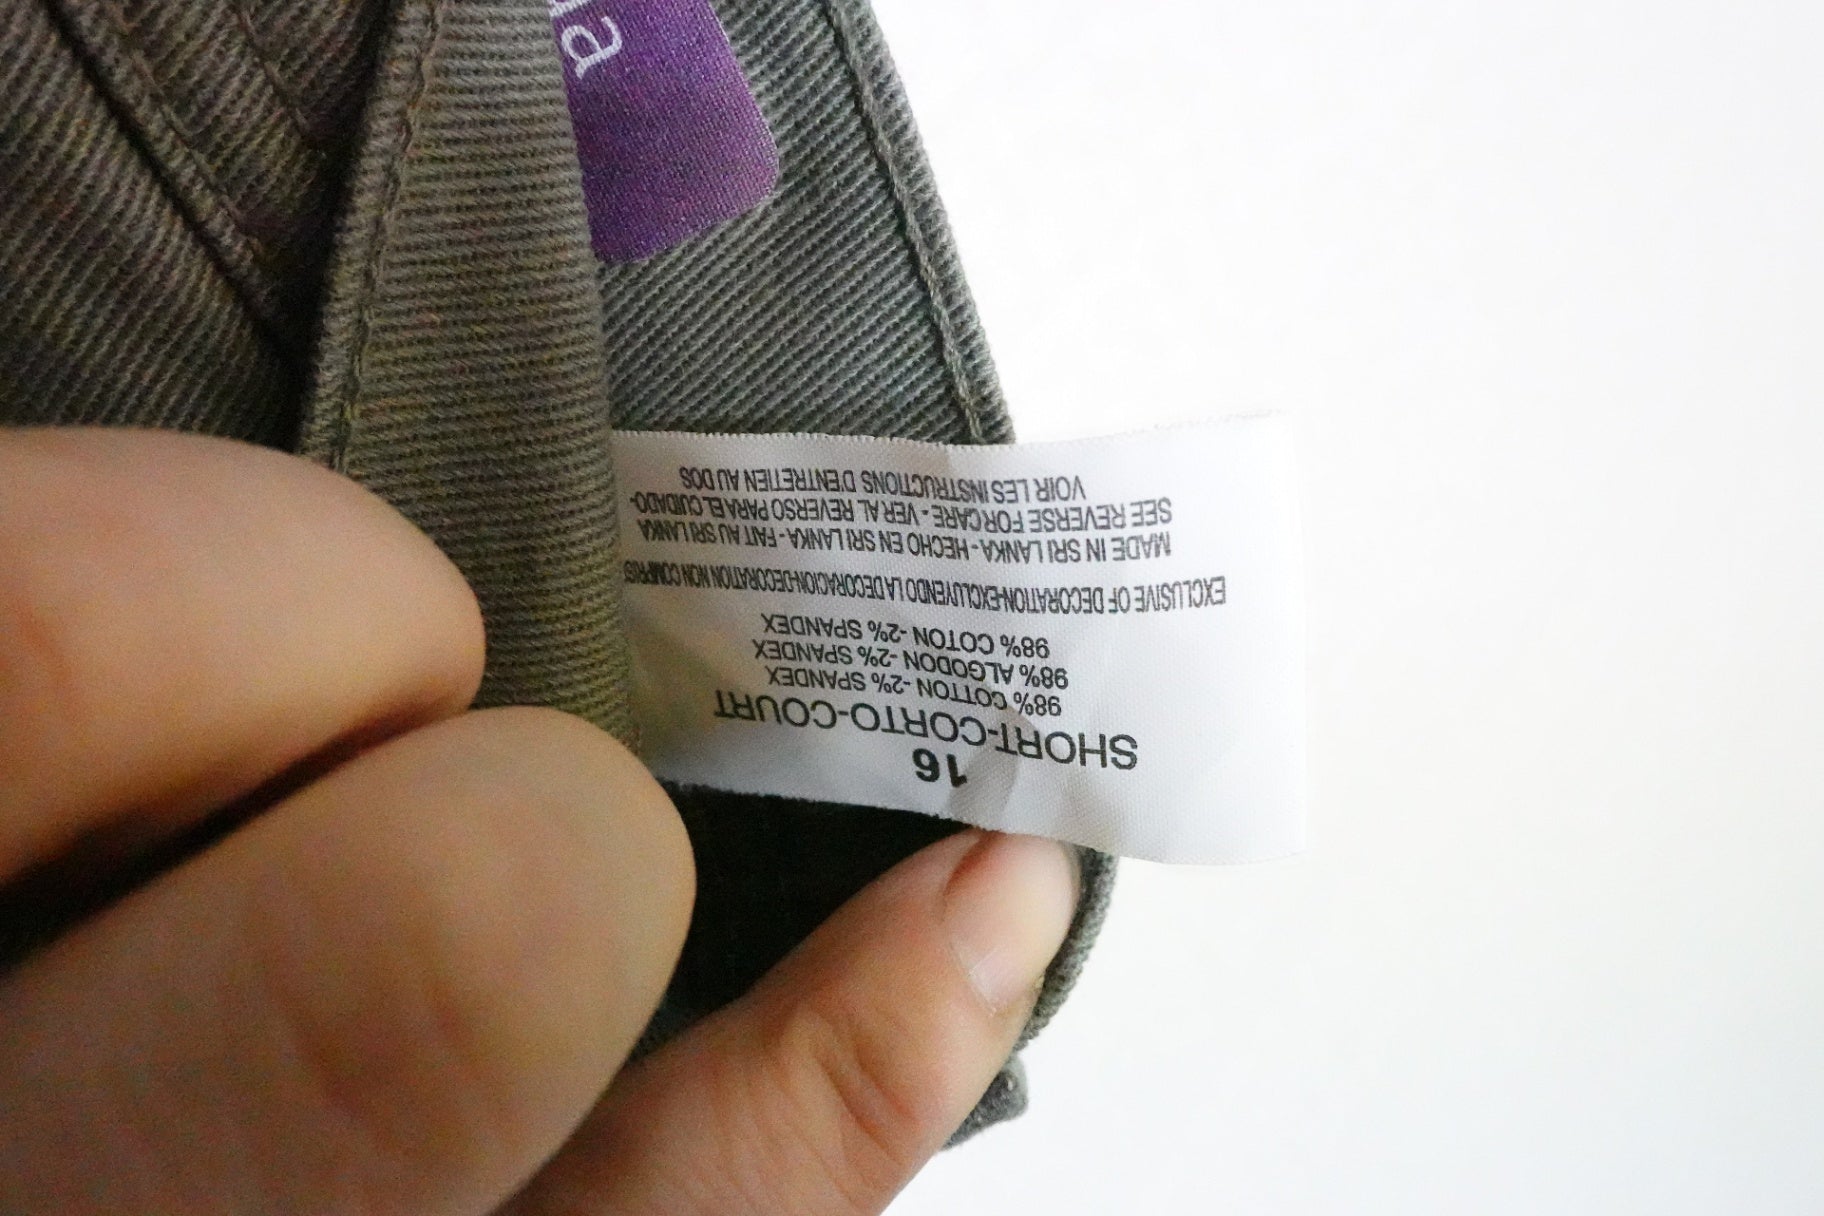 na
16
SHORT-CORTO-COURT
98% COTTON -2% SPANDEX
98% ALGODON -2% SPANDEX
98% COTON -2% SPANDEX
EXCLUSIVE OF DECORATION-EXCLUYENDO LA DECORACION-DECORATION NON COMPRIS
MADE IN SRI LANKA - HECHO EN SRI LANKA - FAIT AU SRI LANKA
SEE REVERSE FOR CARE - VER AL REVERSO PARA EL CUIDADO-
VOIR LES INSTRUCTIONS D'ENTRETIEN AU DOS